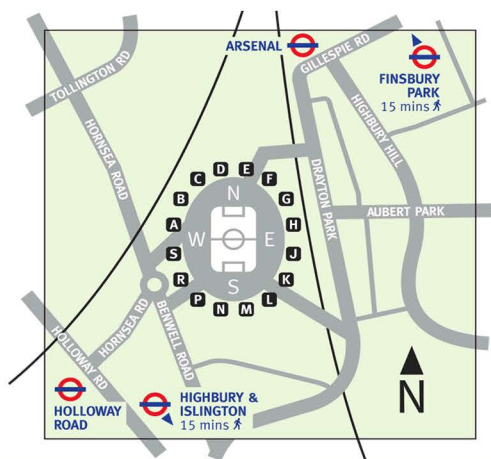 ARSENAL
GILLESPIE RD
FINSBURY
PARK
15 mins
TOLLINGTON RD
HORNSEA ROAD
HIGHBURY HILL
DRAYTON PARK
AUBERT PARK
D
E
C
F
B
G
A
H
S
J
R
K
P
L
N
M
N
W
E
S
HORNSEA RD
BENWELL ROAD
HOLLOWAY RD
HOLLOWAY
ROAD
HIGHBURY &
ISLINGTON
15 mins
N